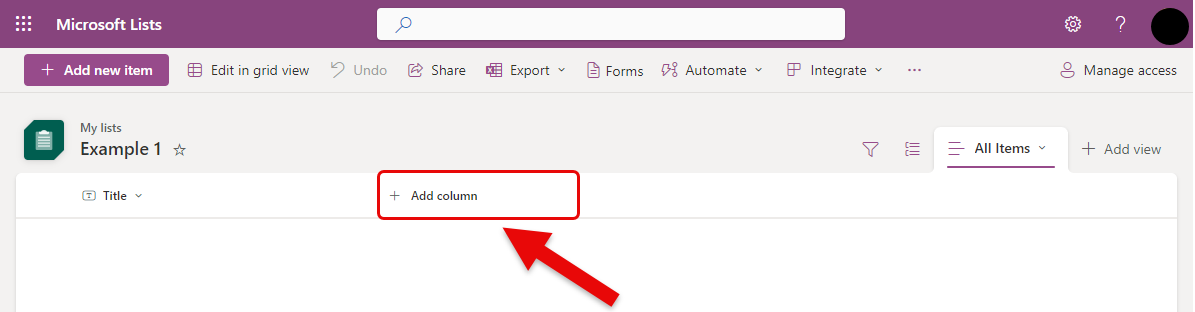 Microsoft Lists
?
+ Add new item Edit in grid view Undo Share Export Forms Automate Integrate ... Manage access
My lists
Example 1
All Items + Add view
Title + Add column